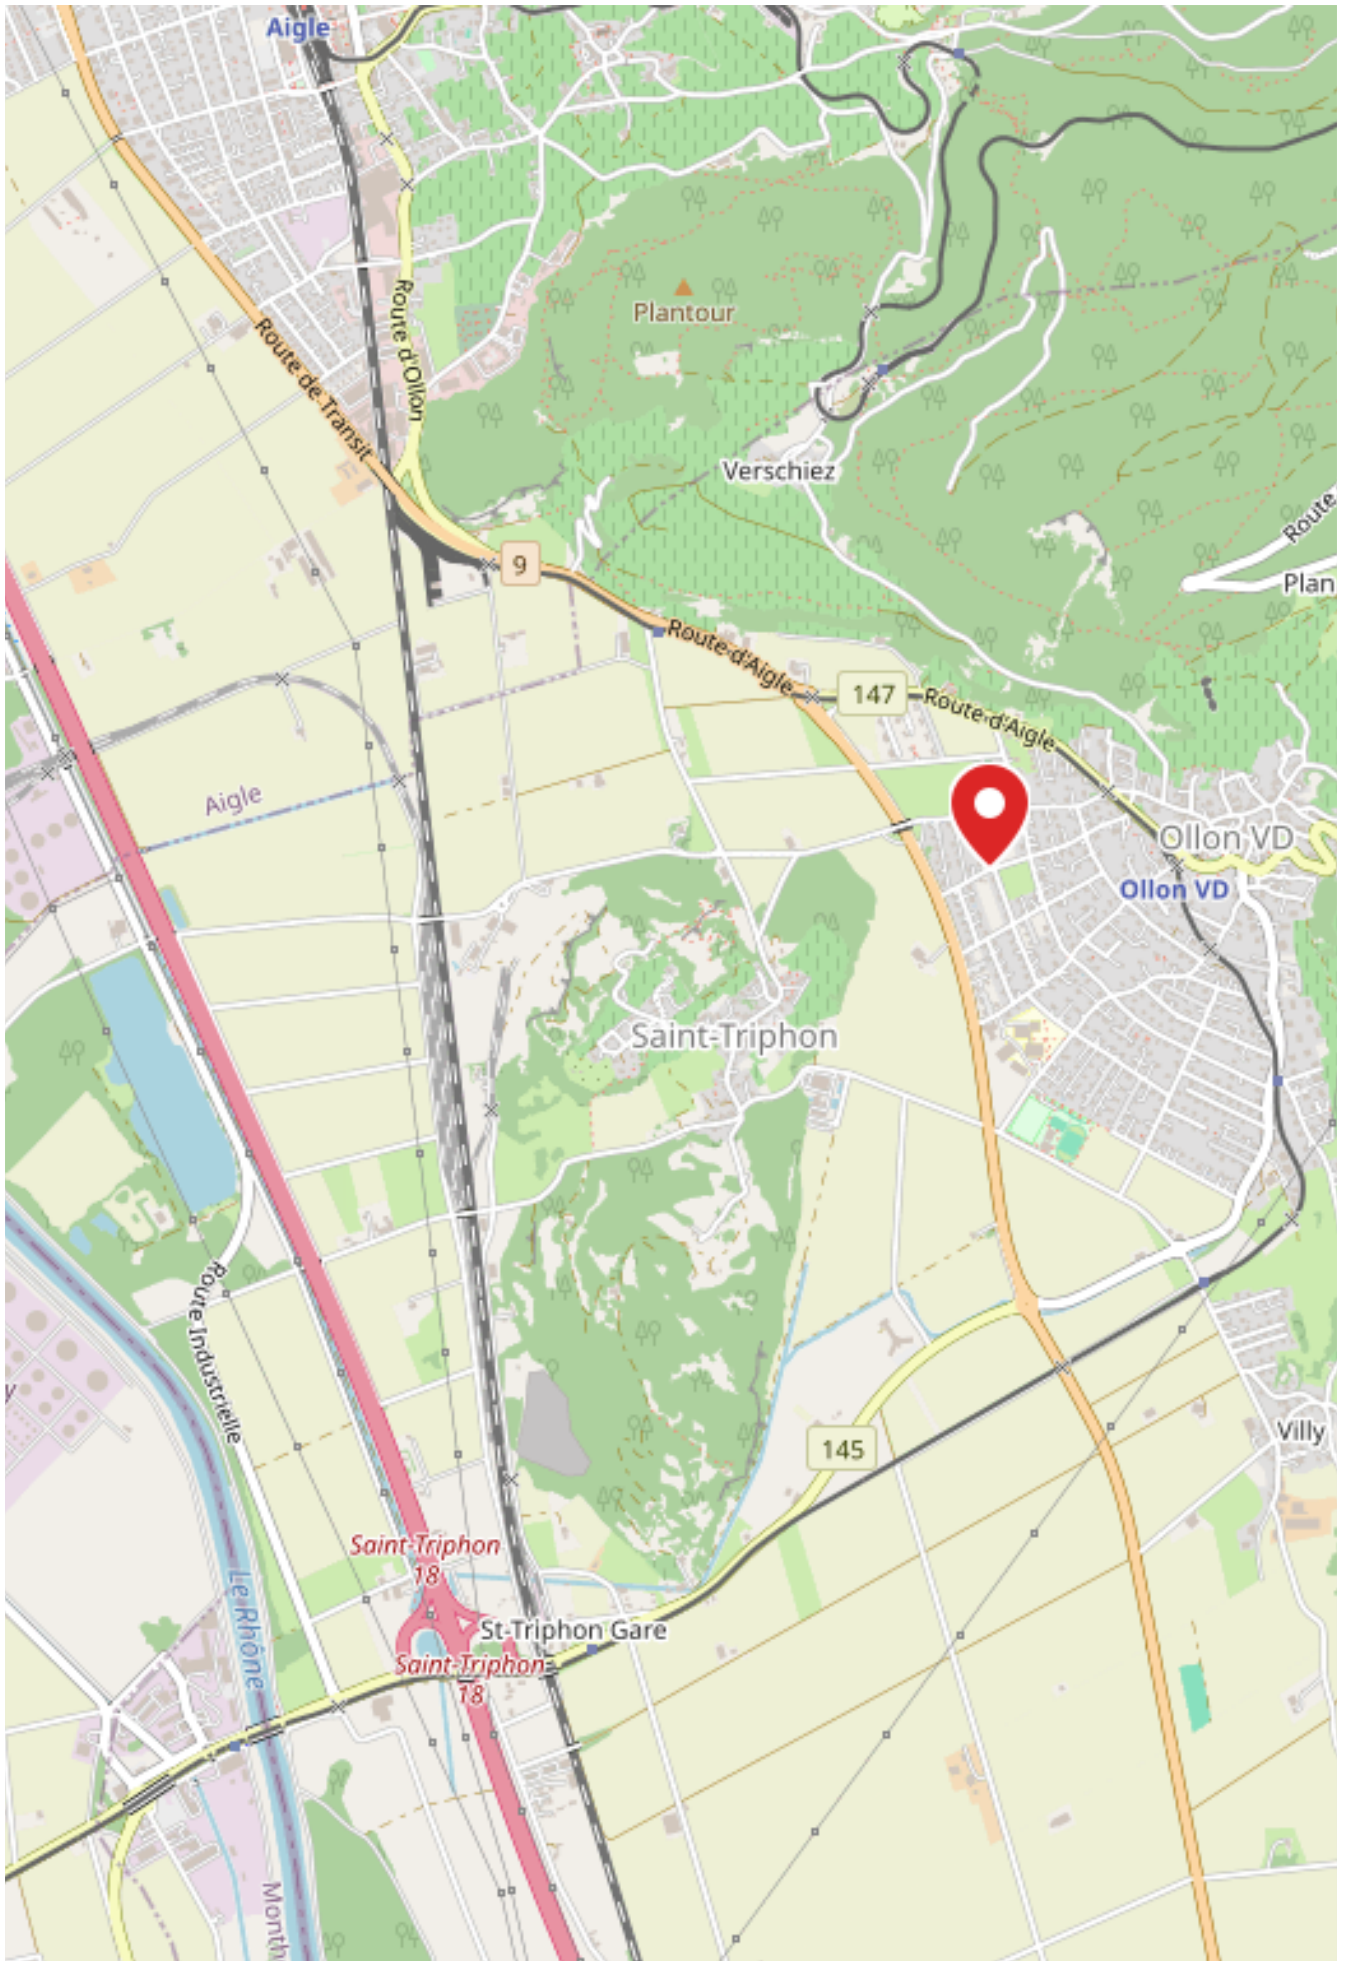 Aigle
Plantour
Route d'Ollon
Route de Transit
Verschiez
Route
Plan
9
Route d'Aigle
147
Route d'Aigle
Aigle
Ollon VD
Ollon VD
Saint-Triphon
Route Industrielle
y
Villy
145
Saint-Triphon
18
Le Rhône
St-Triphon Gare
Saint-Triphon
18
Month